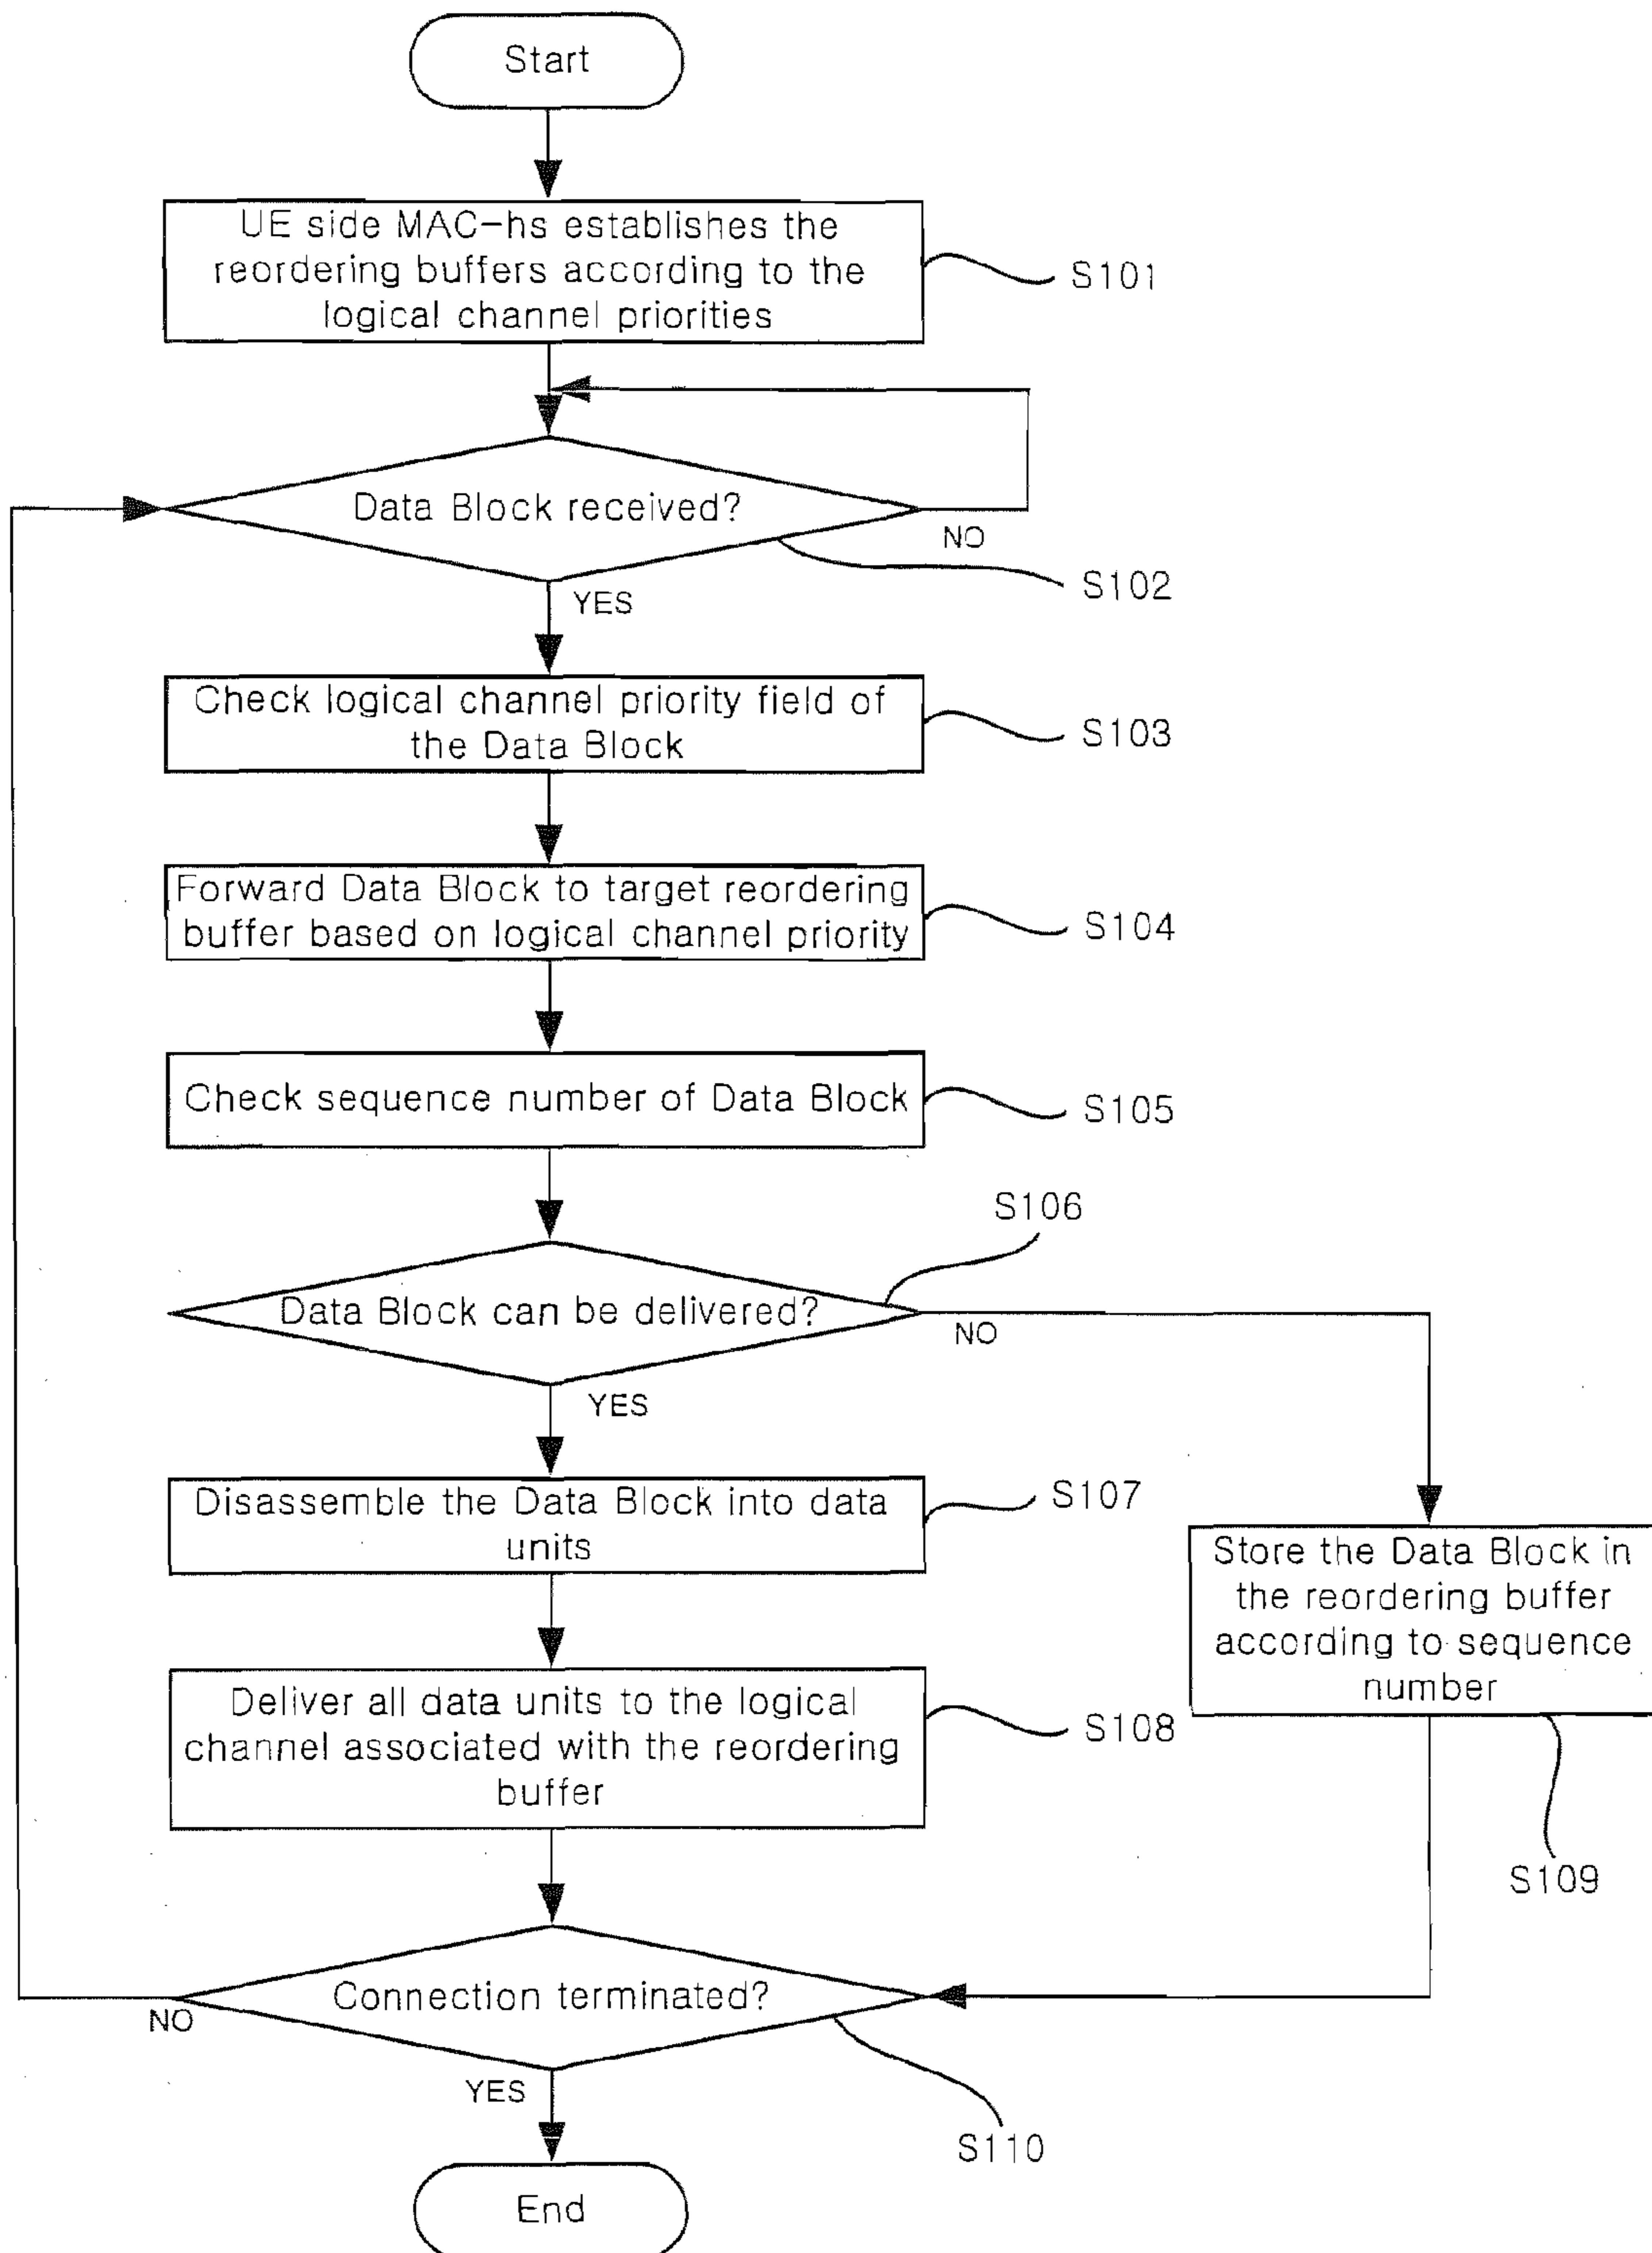 Start
UE side MAC-hs establishes the
reordering buffers according to the
logical channel priorities
S101
Data Block received?
NO
S102
YES
Check logical channel priority field of
the Data Block
S103
Forward Data Block to target reordering
buffer based on logical channel priority
S104
Check sequence number of Data Block
S105
S106
Data Block can be delivered?
NO
YES
Disassemble the Data Block into data
units
S107
Store the Data Block in
the reordering buffer
according to sequence
number
Deliver all data units to the logical
channel associated with the reordering
buffer
S108
S109
Connection terminated?
NO
YES
S110
End